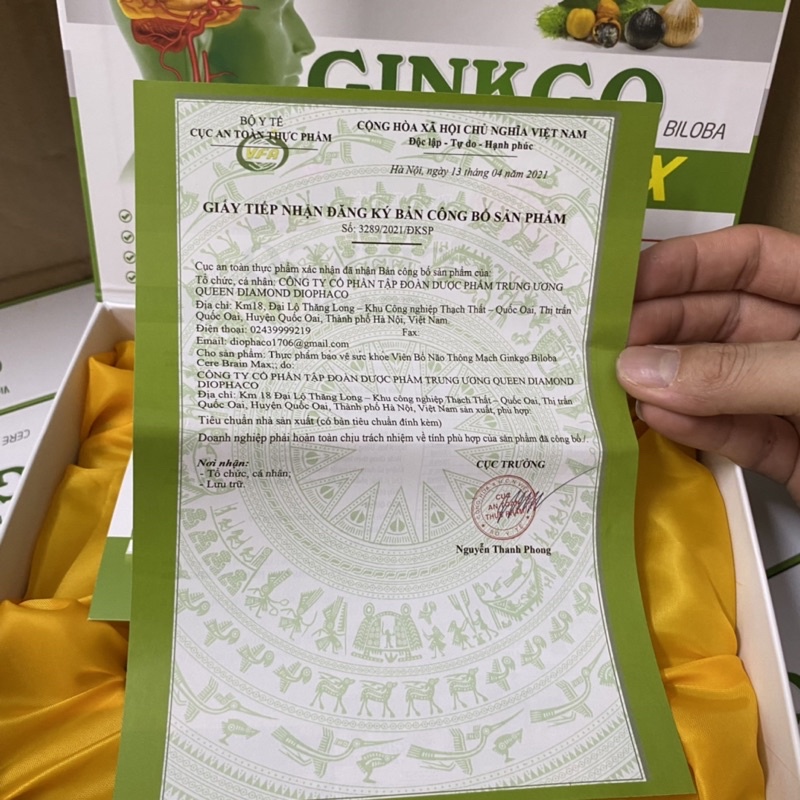 GINKGO
BILOBA
X
BỘ Y TẾ
CỤC AN TOÀN THỰC PHẨM
VFA
CỘNG HÒA XÃ HỘI CHỦ NGHĨA VIỆT NAM
Độc lập - Tự do - Hạnh phúc
Hà Nội, ngày 13 tháng 04 năm 2021
GIẤY TIẾP NHẬN ĐĂNG KÝ BẢN CÔNG BỐ SẢN PHẨM
Số: 3289/2021/ĐKSP
Cục an toàn thực phẩm xác nhận đã nhận Bản công bố sản phẩm của:
Tổ chức, cá nhân: CÔNG TY CỔ PHẦN TẬP ĐOÀN DƯỢC PHẨM TRUNG ƯƠNG
QUEEN DIAMOND DIOPHACO
Địa chỉ: Km18, Đại Lộ Thăng Long – Khu Công nghiệp Thạch Thất – Quốc Oai, Thị trấn
Quốc Oai, Huyện Quốc Oai, Thành phố Hà Nội, Việt Nam
Điện thoại: 02439999219 Fax:
Email: diophaco1706@gmail.com
Cho sản phẩm: Thực phẩm bảo vệ sức khỏe Viên Bổ Não Thông Mạch Ginkgo Biloba
Cere Brain Max;; do:
CÔNG TY CỔ PHẦN TẬP ĐOÀN DƯỢC PHẨM TRUNG ƯƠNG QUEEN DIAMOND
DIOPHACO
Địa chỉ: Km 18 Đại Lộ Thăng Long – Khu công nghiệp Thạch Thất – Quốc Oai, Thị trấn
Quốc Oai, Huyện Quốc Oai, Thành phố Hà Nội, Việt Nam sản xuất, phù hợp:
Tiêu chuẩn nhà sản xuất (có bản tiêu chuẩn đính kèm)
Doanh nghiệp phải hoàn toàn chịu trách nhiệm về tính phù hợp của sản phẩm đã công bố./.
Nơi nhận:
- Tổ chức, cá nhân;
- Lưu trữ.
CỤC TRƯỞNG
CỤC
AN TOÀN
THỰC PHẨM
Nguyễn Thanh Phong
CERE